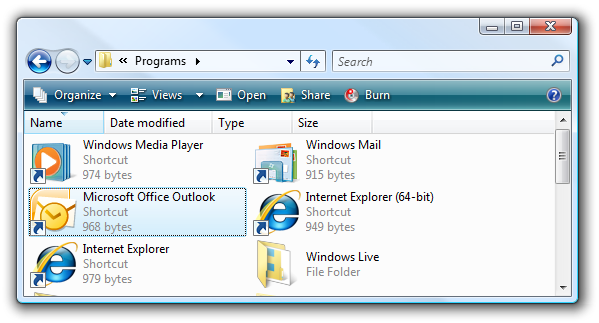 « Programs
Search
Organize Views Open Share Burn
Name Date modified Type Size
Windows Media Player
Shortcut
974 bytes
Windows Mail
Shortcut
915 bytes
Microsoft Office Outlook
Shortcut
968 bytes
Internet Explorer (64-bit)
Shortcut
949 bytes
Internet Explorer
Shortcut
979 bytes
Windows Live
File Folder